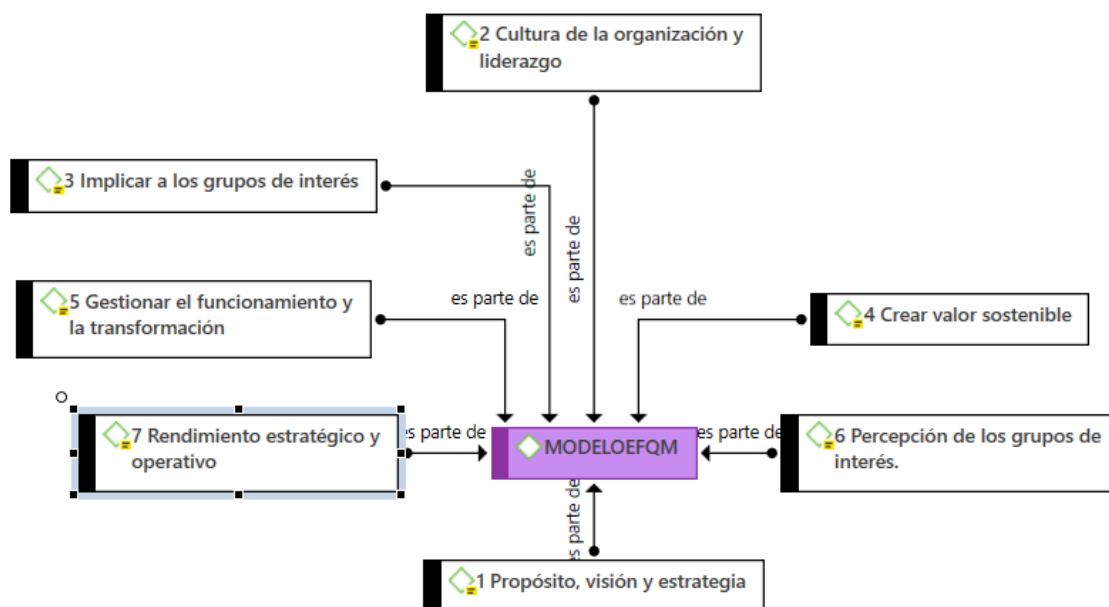 2 Cultura de la organización y
liderazgo
3 Implicar a los grupos de interés
es parte de
es parte de
5 Gestionar el funcionamiento y
la transformación
es parte de
es parte de
4 Crear valor sostenible
7 Rendimiento estratégico y
operativo
es parte de
MODELOEFQM
es parte de
6 Percepción de los grupos de
interés.
es parte de
1 Propósito, visión y estrategia